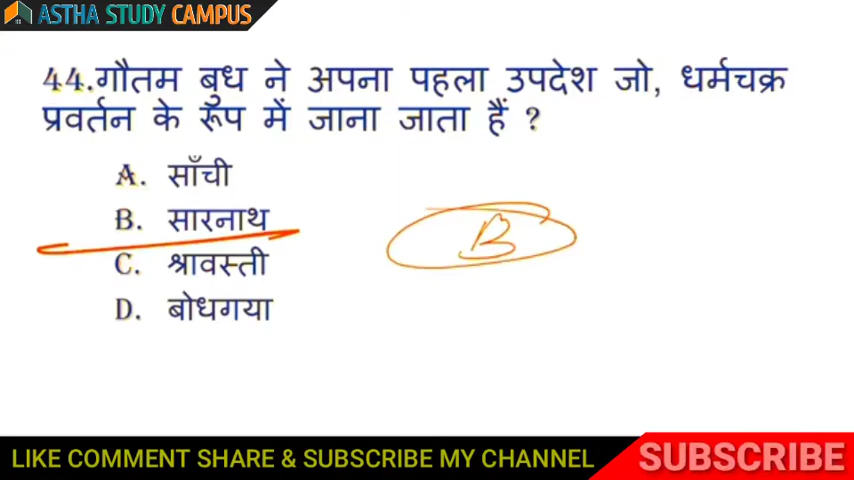 ASTHA STUDY CAMPUS
44.गौतम बुध ने अपना पहला उपदेश जो, धर्मचक्र
प्रवर्तन के रूप में जाना जाता हैं ?
A. साँची
B. सारनाथ
B
C. श्रावस्ती
D. बोधगया
LIKE COMMENT SHARE & SUBSCRIBE MY CHANNEL
SUBSCRIBE